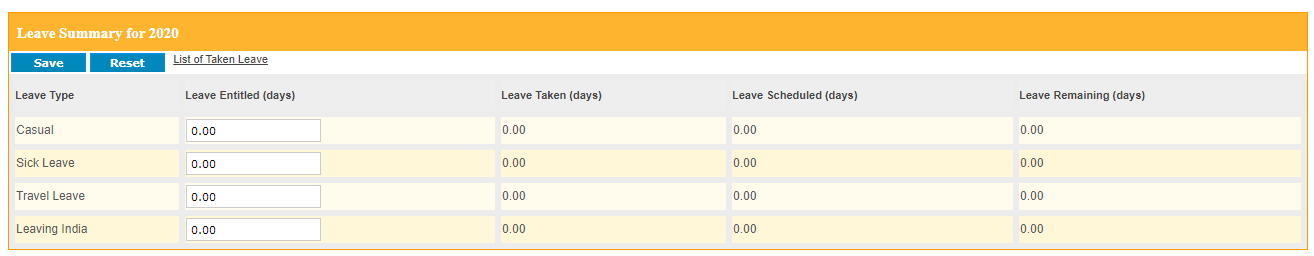 Leave Summary for 2020
Save Reset List of Taken Leave
Leave Type Leave Entitled (days) Leave Taken (days) Leave Scheduled (days) Leave Remaining (days)
Casual 0.00 0.00 0.00 0.00
Sick Leave 0.00 0.00 0.00 0.00
Travel Leave 0.00 0.00 0.00 0.00
Leaving India 0.00 0.00 0.00 0.00